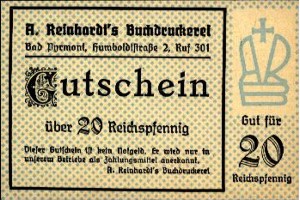 A. Reinhardt's Buchdruckerei
Bad Pyrmont, Humboldtstraße 2, Ruf 301
Gutschein
über 20 Reichspfennig
Dieser Gutschein ist kein Notgeld. Er wird nur in
unserem Betriebe als Zahlungsmittel anerkannt.
A. Reinhardt's Buchdruckerei
Gut für
20
Reichspfennig